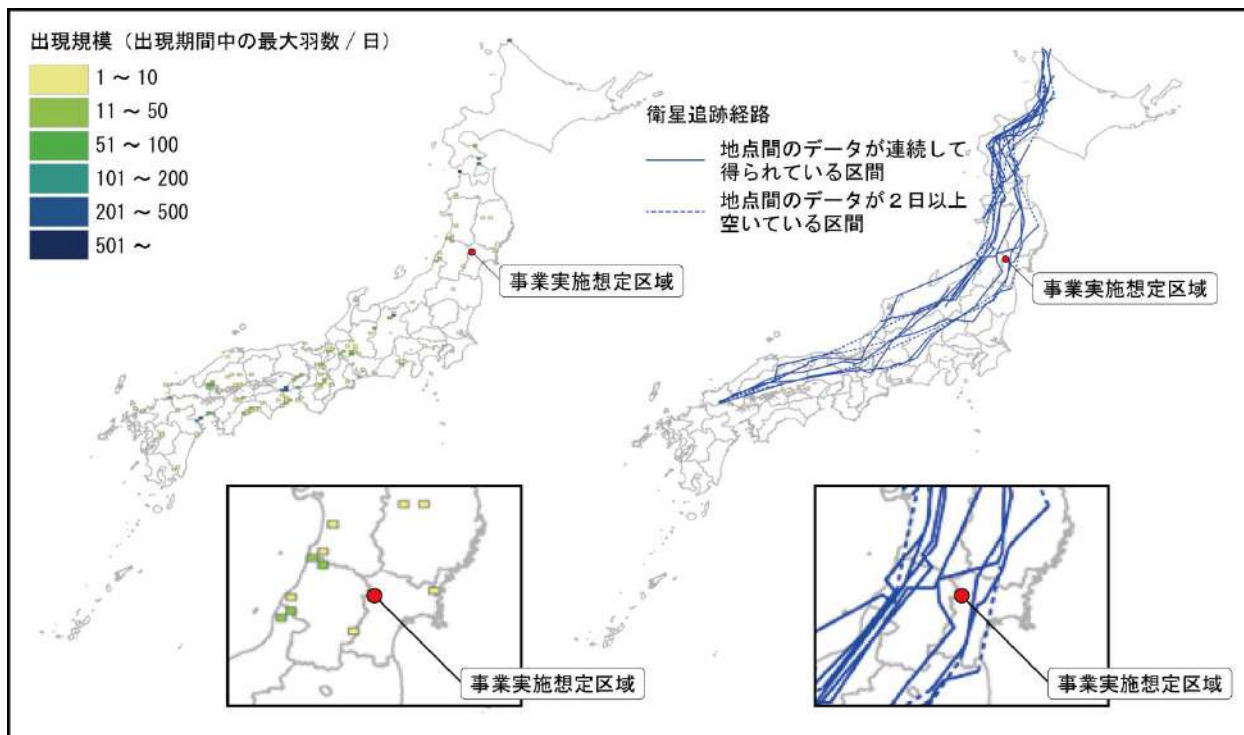 出現規模（出現期間中の最大羽数 / 日）
1 ～ 10
11 ～ 50
51 ～ 100
101 ～ 200
201 ～ 500
501 ～
事業実施想定区域
事業実施想定区域
衛星追跡経路
地点間のデータが連続して
得られている区間
地点間のデータが２日以上
空いている区間
事業実施想定区域
事業実施想定区域